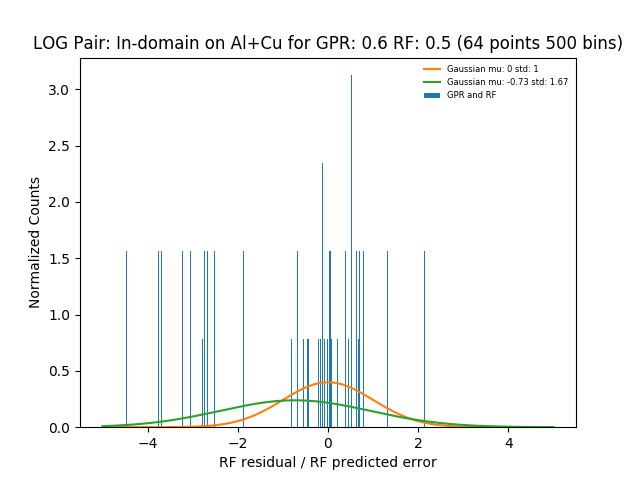 LOG Pair: In-domain on Al+Cu for GPR: 0.6 RF: 0.5 (64 points 500 bins)
Gaussian mu: 0 std: 1
Gaussian mu: -0.73 std: 1.67
GPR and RF
Normalized Counts
3.0
2.5
2.0
1.5
1.0
0.5
0.0
−4
−2
0
2
4
RF residual / RF predicted error